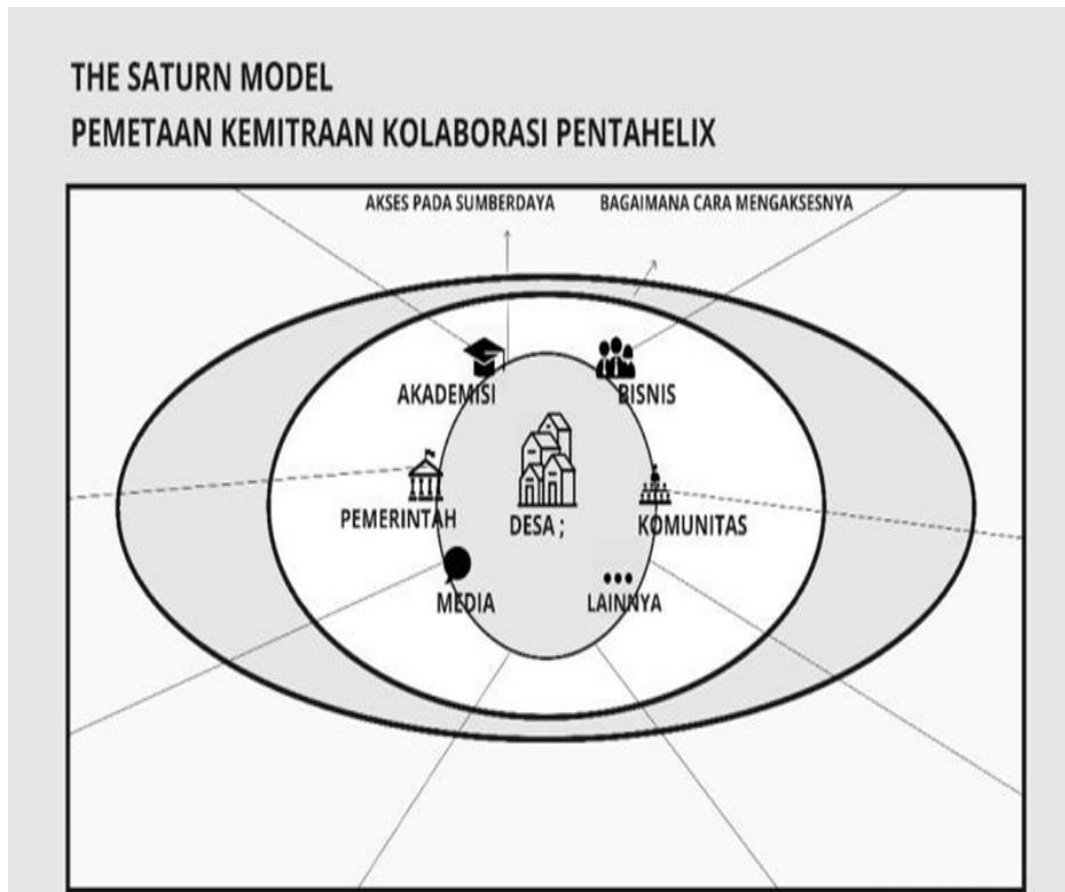 THE SATURN MODEL
PEMETAAN KEMITRAAN KOLABORASI PENTAHELIX
AKSES PADA SUMBERDAYA
BAGAIMANA CARA MENGAKSESNYA
AKADEMISI
BISNIS
PEMERINTAH
DESA ;
KOMUNITAS
MEDIA
LAINNYA